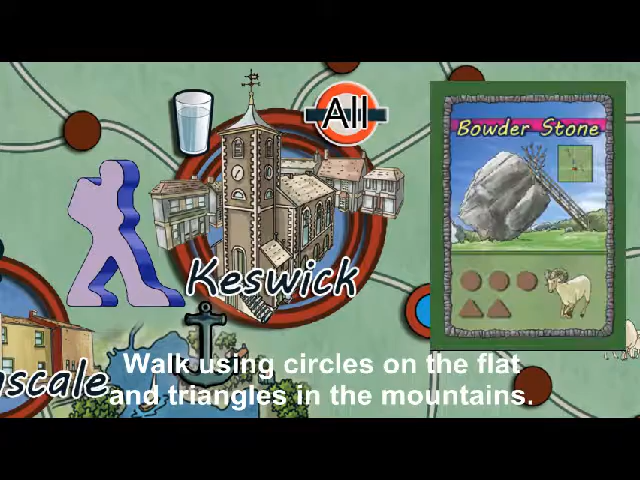 All
Bowder Stone
Keswick
scale
Walk using circles on the flat
and triangles in the mountains.